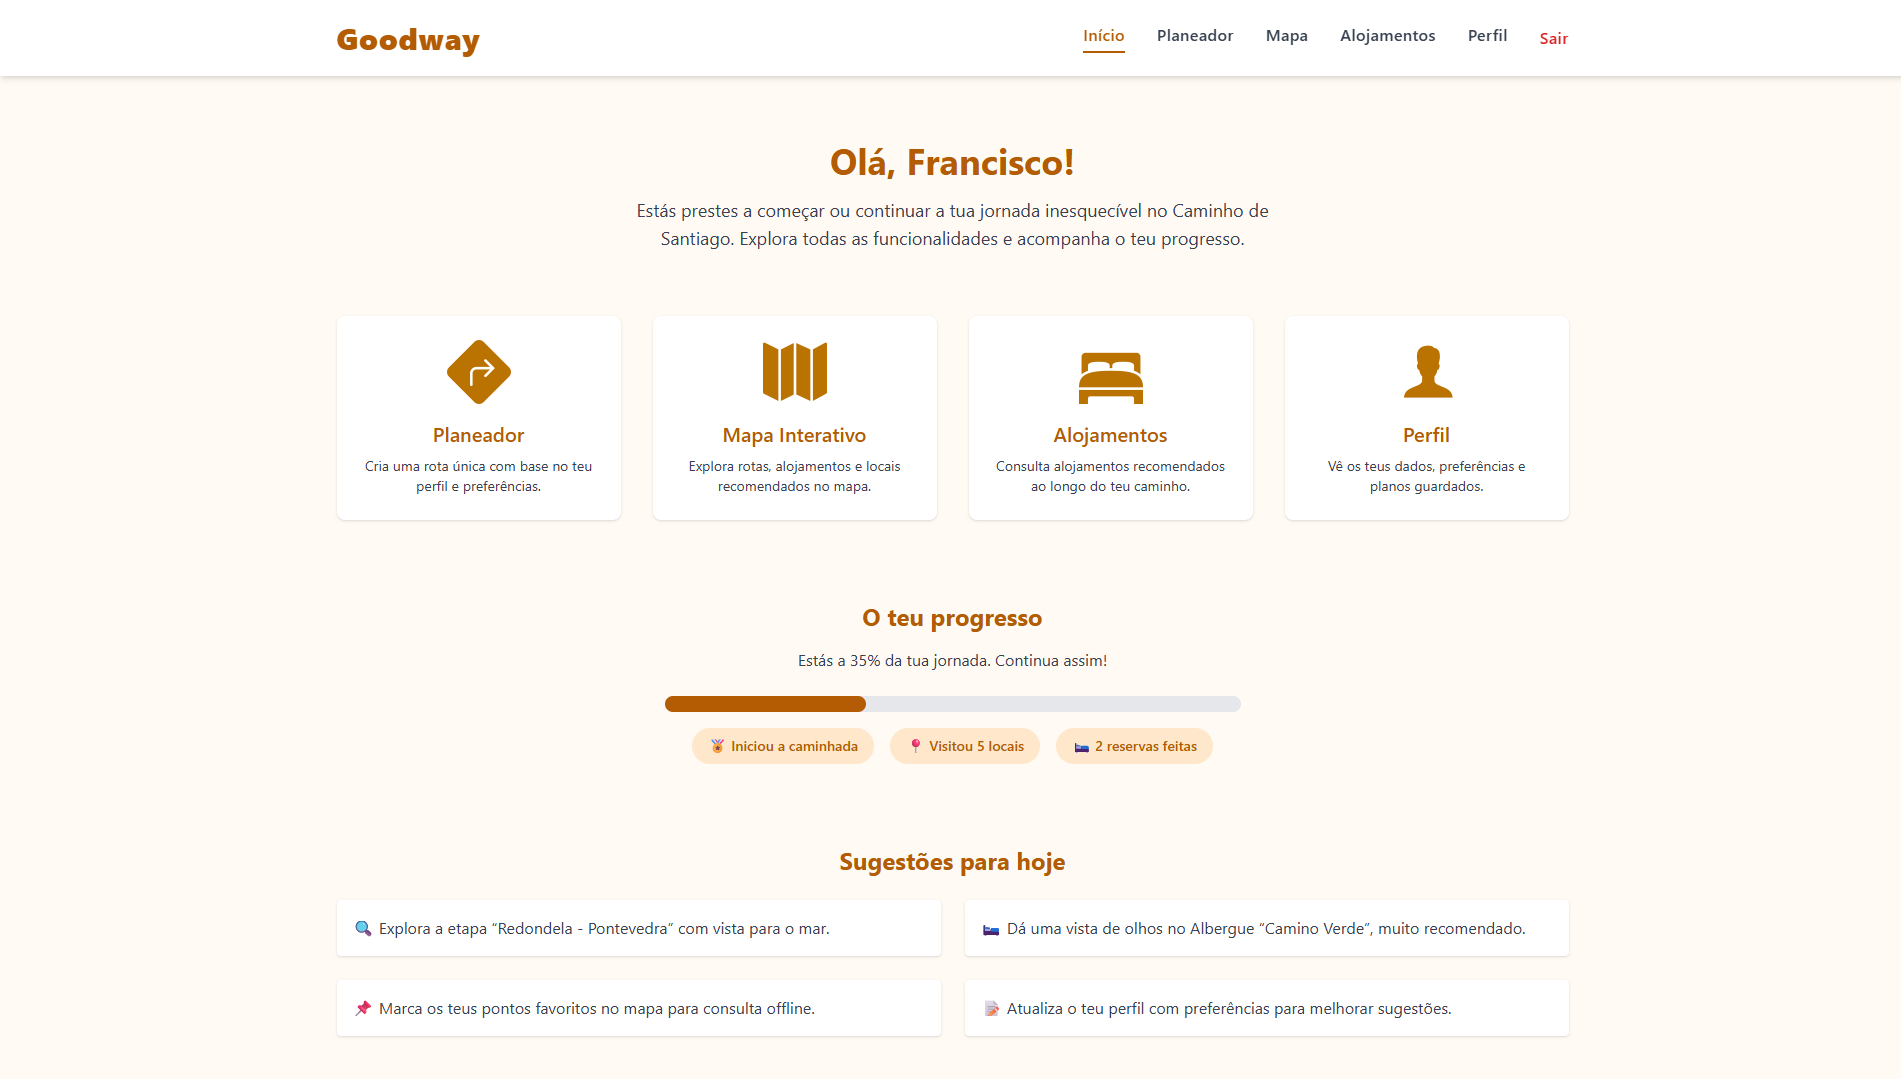 Goodway
Início Planeador Mapa Alojamentos Perfil Sair
Olá, Francisco!
Estás prestes a começar ou continuar a tua jornada inesquecível no Caminho de
Santiago. Explora todas as funcionalidades e acompanha o teu progresso.
Planeador
Cria uma rota única com base no teu
perfil e preferências.
Mapa Interativo
Explora rotas, alojamentos e locais
recomendados no mapa.
Alojamentos
Consulta alojamentos recomendados
ao longo do teu caminho.
Perfil
Vê os teus dados, preferências e
planos guardados.
O teu progresso
Estás a 35% da tua jornada. Continua assim!
Iniciou a caminhada
Visitou 5 locais
2 reservas feitas
Sugestões para hoje
Explora a etapa “Redondela - Pontevedra” com vista para o mar.
Dá uma vista de olhos no Albergue “Camino Verde”, muito recomendado.
Marca os teus pontos favoritos no mapa para consulta offline.
Atualiza o teu perfil com preferências para melhorar sugestões.